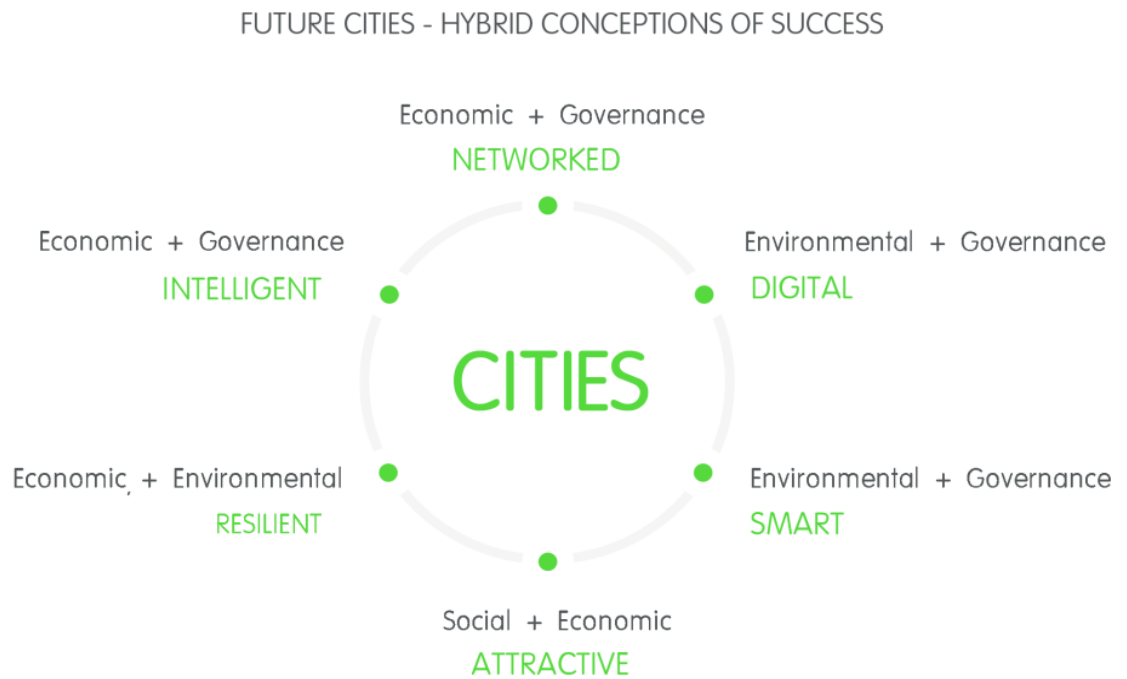 FUTURE CITIES - HYBRID CONCEPTIONS OF SUCCESS
Economic + Governance
NETWORKED
Economic + Governance
INTELLIGENT
Environmental + Governance
DIGITAL
CITIES
Economic, + Environmental
RESILIENT
Environmental + Governance
SMART
Social + Economic
ATTRACTIVE